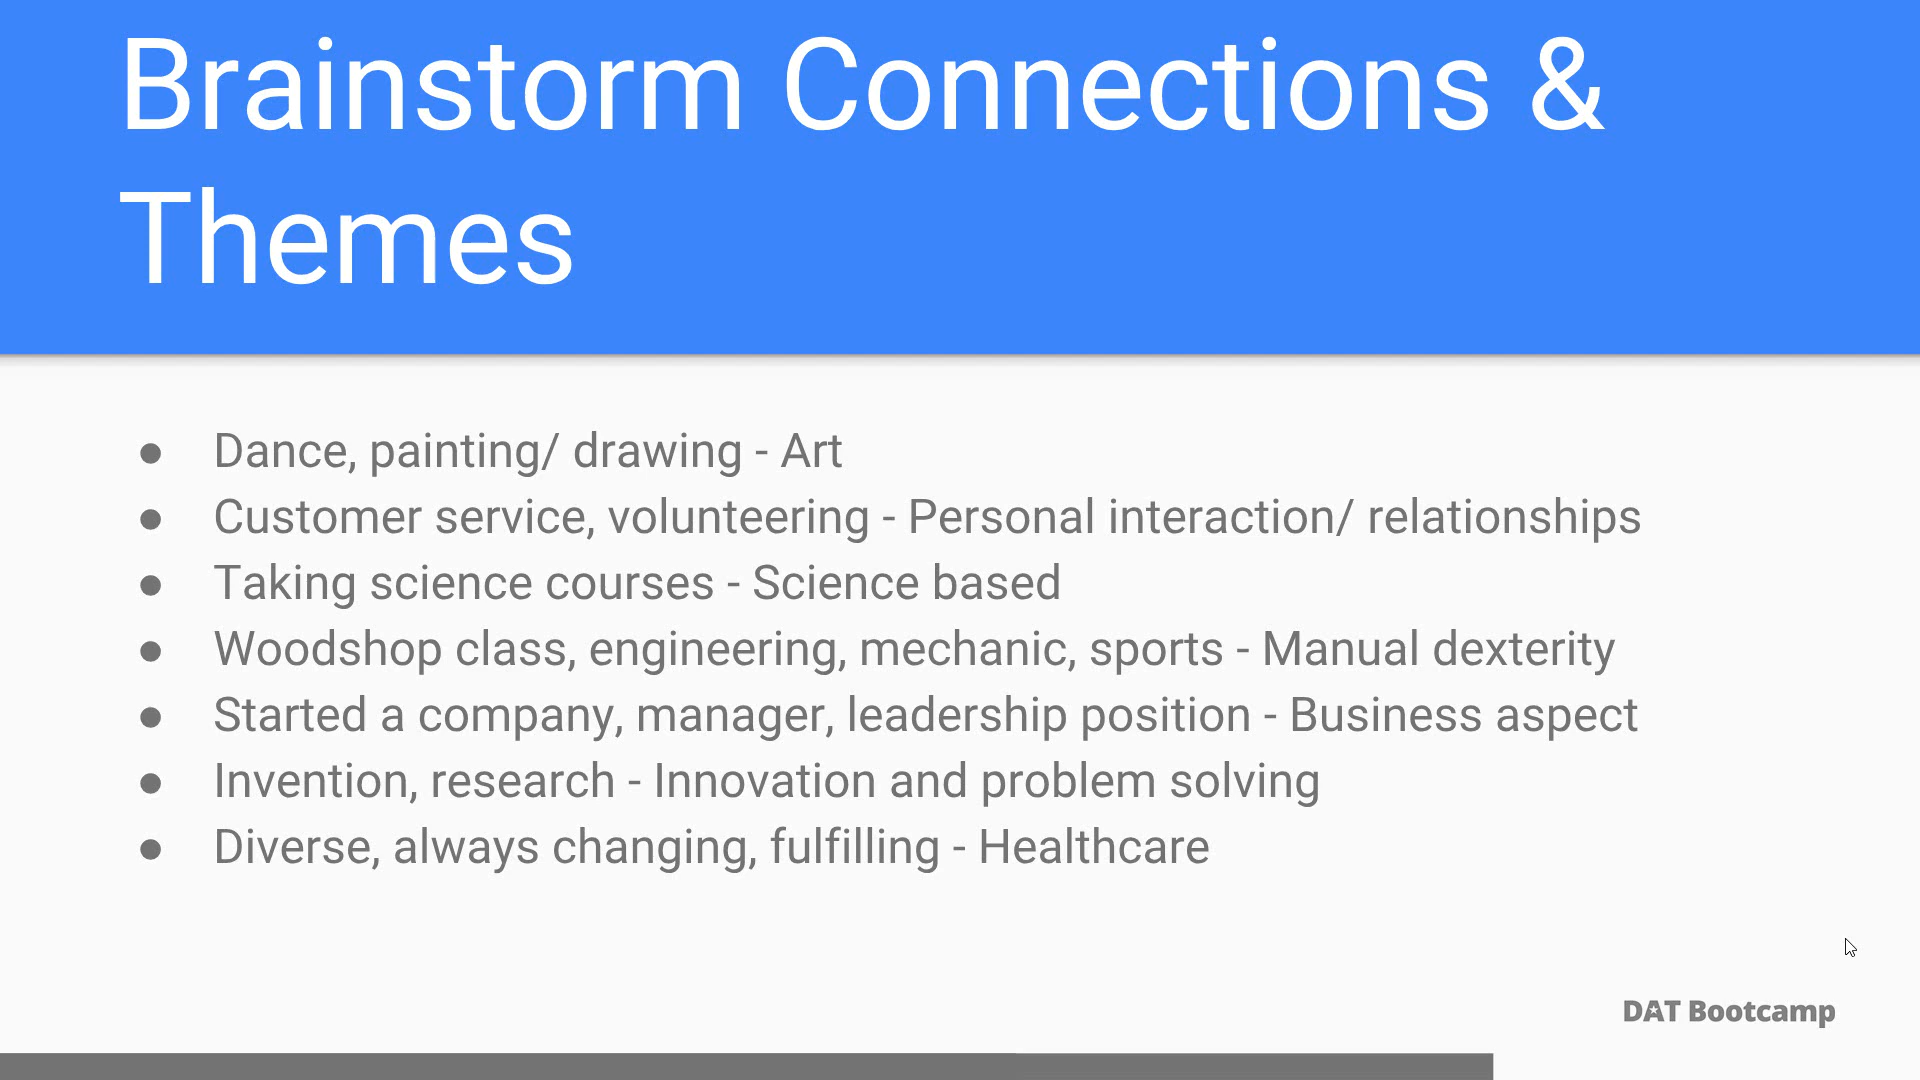 Brainstorm Connections &
Themes
● Dance, painting/ drawing - Art
● Customer service, volunteering - Personal interaction/ relationships
● Taking science courses - Science based
● Woodshop class, engineering, mechanic, sports - Manual dexterity
● Started a company, manager, leadership position - Business aspect
● Invention, research - Innovation and problem solving
● Diverse, always changing, fulfilling - Healthcare
DAT Bootcamp